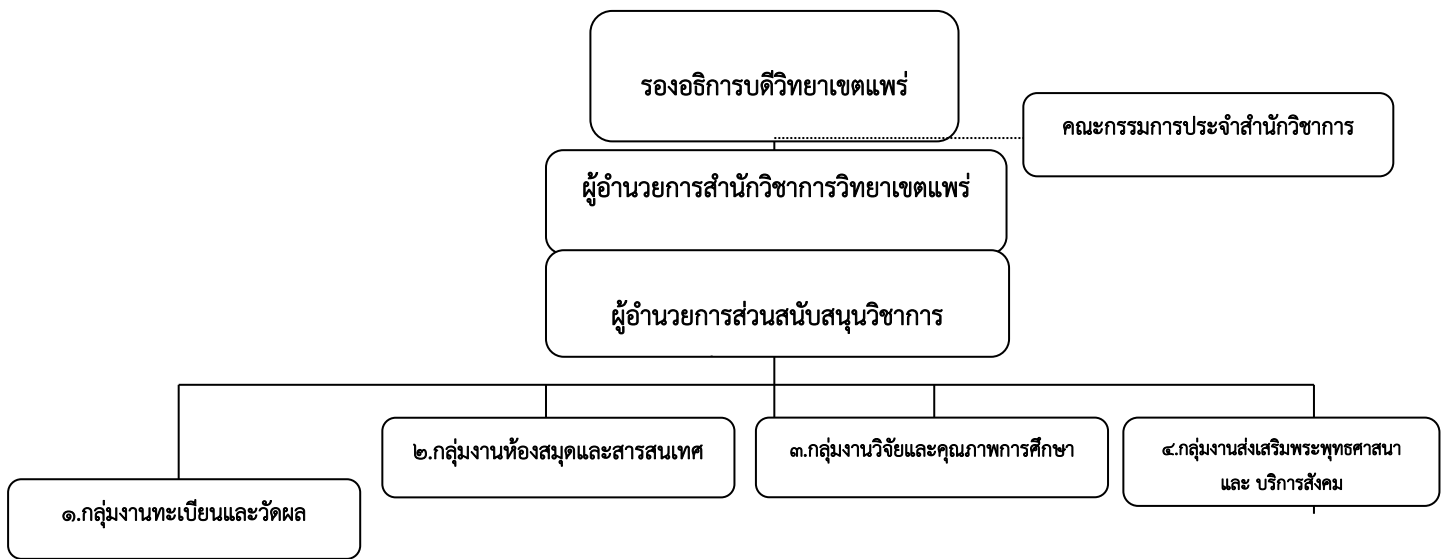 รองอธิการบดีวิทยาเขตแพร่
คณะกรรมการประจำสำนักวิชาการ
ผู้อำนวยการสำนักวิชาการวิทยาเขตแพร่
ผู้อำนวยการส่วนสนับสนุนวิชาการ
๑.กลุ่มงานทะเบียนและวัดผล
๒.กลุ่มงานห้องสมุดและสารสนเทศ
๓.กลุ่มงานวิจัยและคุณภาพการศึกษา
๔.กลุ่มงานส่งเสริมพระพุทธศาสนา
และ บริการสังคม